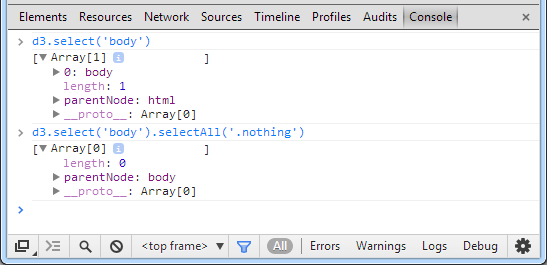 Elements Resources Network Sources Timeline Profiles Audits Console
> d3.select('body')
[▼ Array[1] i ]
▶ 0: body
length: 1
▶ parentNode: html
▶ __proto__: Array[0]
> d3.select('body').selectAll('.nothing')
[▼ Array[0] i ]
length: 0
▶ parentNode: body
▶ __proto__: Array[0]
>
<top frame> ▼ All Errors Warnings Logs Debug